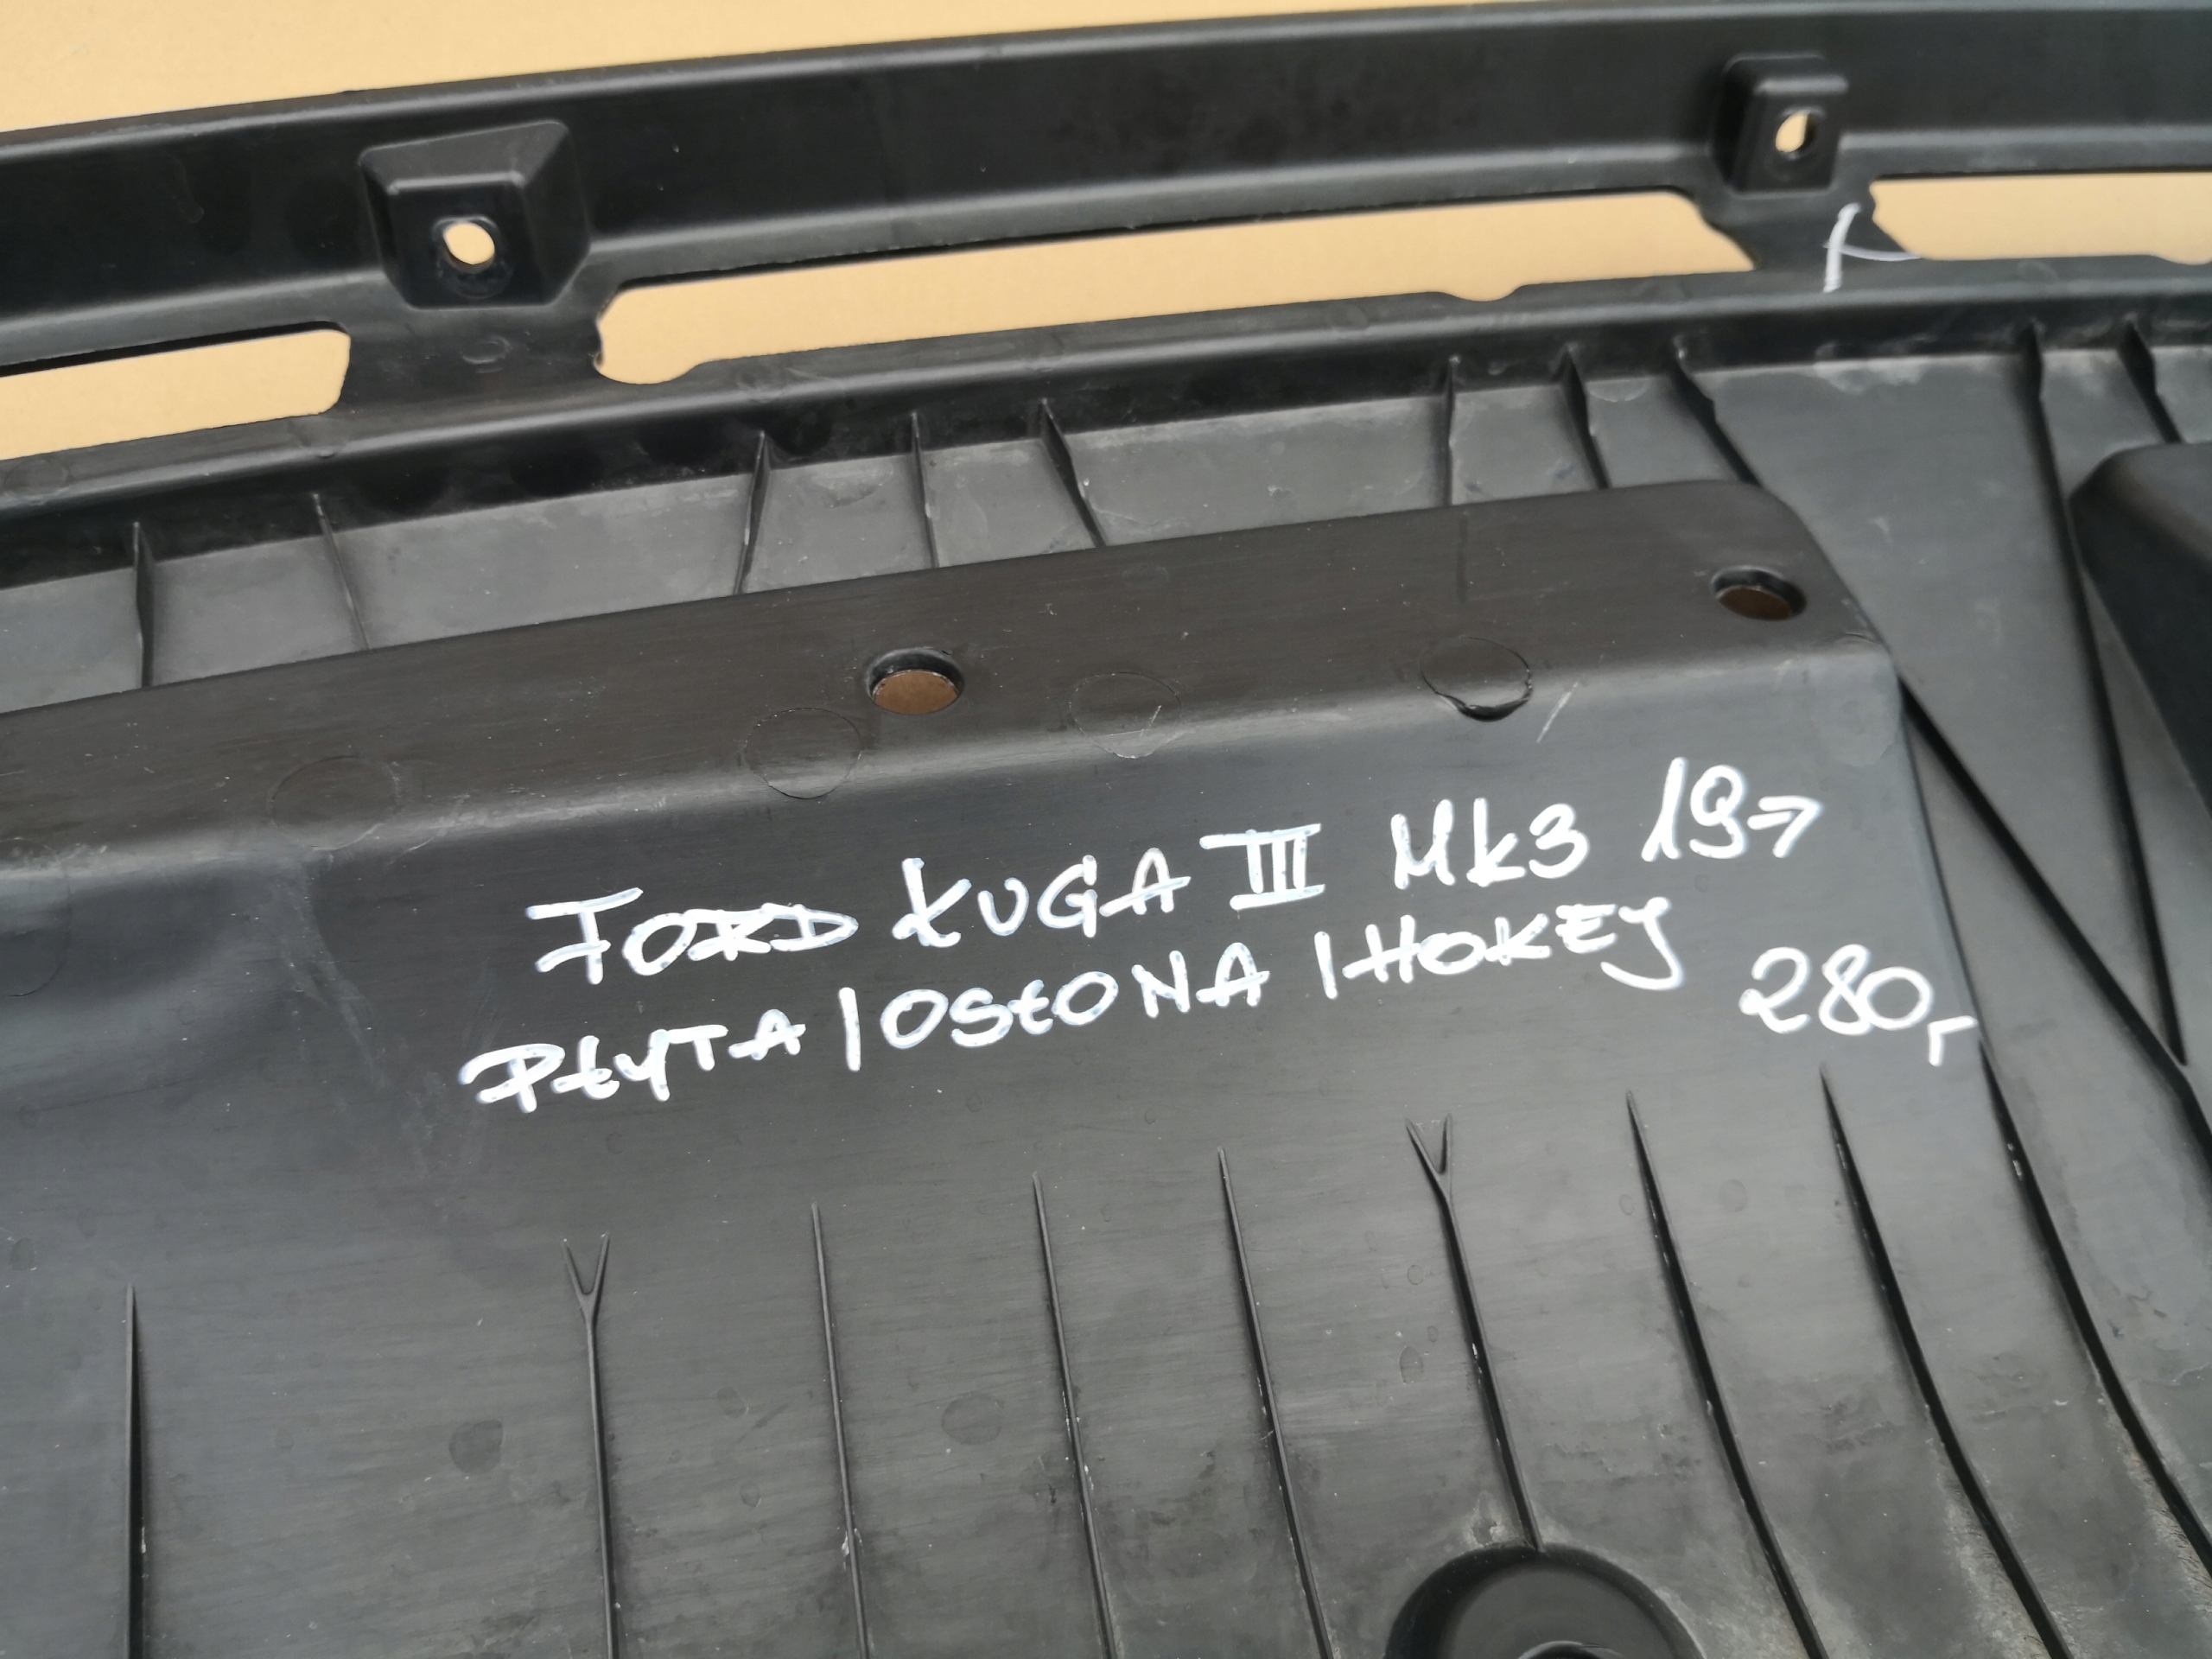 FORD KUGA III Mk3 19->
PŁYTA / OSŁONA / HOKEJ
280,-